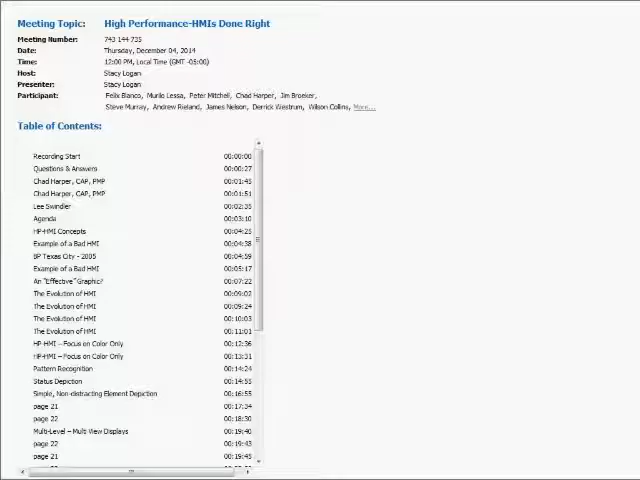 Meeting Topic: High Performance-HMIs Done Right
Meeting Number: 743 144 735
Date: Thursday, December 04, 2014
Time: 12:00 PM, Local Time (GMT -05:00)
Host: Stacy Logan
Presenter: Stacy Logan
Participant: Felix Blanco, Murilo Lessa, Peter Mitchell, Chad Harper, Jim Broeker,
Steve Murray, Andrew Rieland, James Nelson, Derrick Westrum, Wilson Collins, More...
Table of Contents:
Recording Start 00:00:00
Questions & Answers 00:00:27
Chad Harper, CAP, PMP 00:01:45
Chad Harper, CAP, PMP 00:01:51
Lee Swindler 00:02:35
Agenda 00:03:10
HP-HMI Concepts 00:04:25
Example of a Bad HMI 00:04:38
BP Texas City - 2005 00:04:59
Example of a Bad HMI 00:05:17
An "Effective" Graphic? 00:07:22
The Evolution of HMI 00:09:02
The Evolution of HMI 00:09:24
The Evolution of HMI 00:10:03
The Evolution of HMI 00:11:01
HP-HMI – Focus on Color Only 00:12:36
HP-HMI – Focus on Color Only 00:13:31
Pattern Recognition 00:14:24
Status Depiction 00:14:55
Simple, Non-distracting Element Depiction 00:16:55
page 21 00:17:34
page 22 00:18:30
Multi-Level – Multi View Displays 00:19:40
page 22 00:19:43
page 21 00:19:45